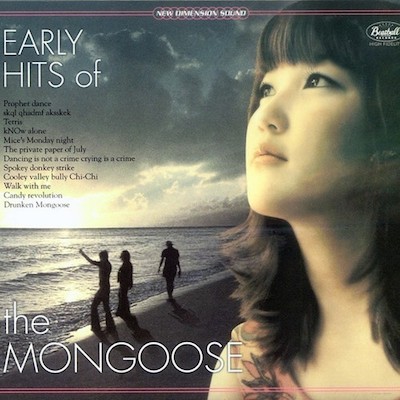 NEW DIMENSION SOUND
EARLY
HITS of
Beatball
RECORDS
HIGH FIDELITY
Propher dance
skql qhadmf akskek
Tetris
kNOw alone
Mice's Monday night
The private paper of July
Dancing is not a crime crying is a crime
Spokey donkey strike
Cooley valley bully Chi-Chi
Walk with me
Candy revolution
Drunken Mongoose
the
MONGOOSE